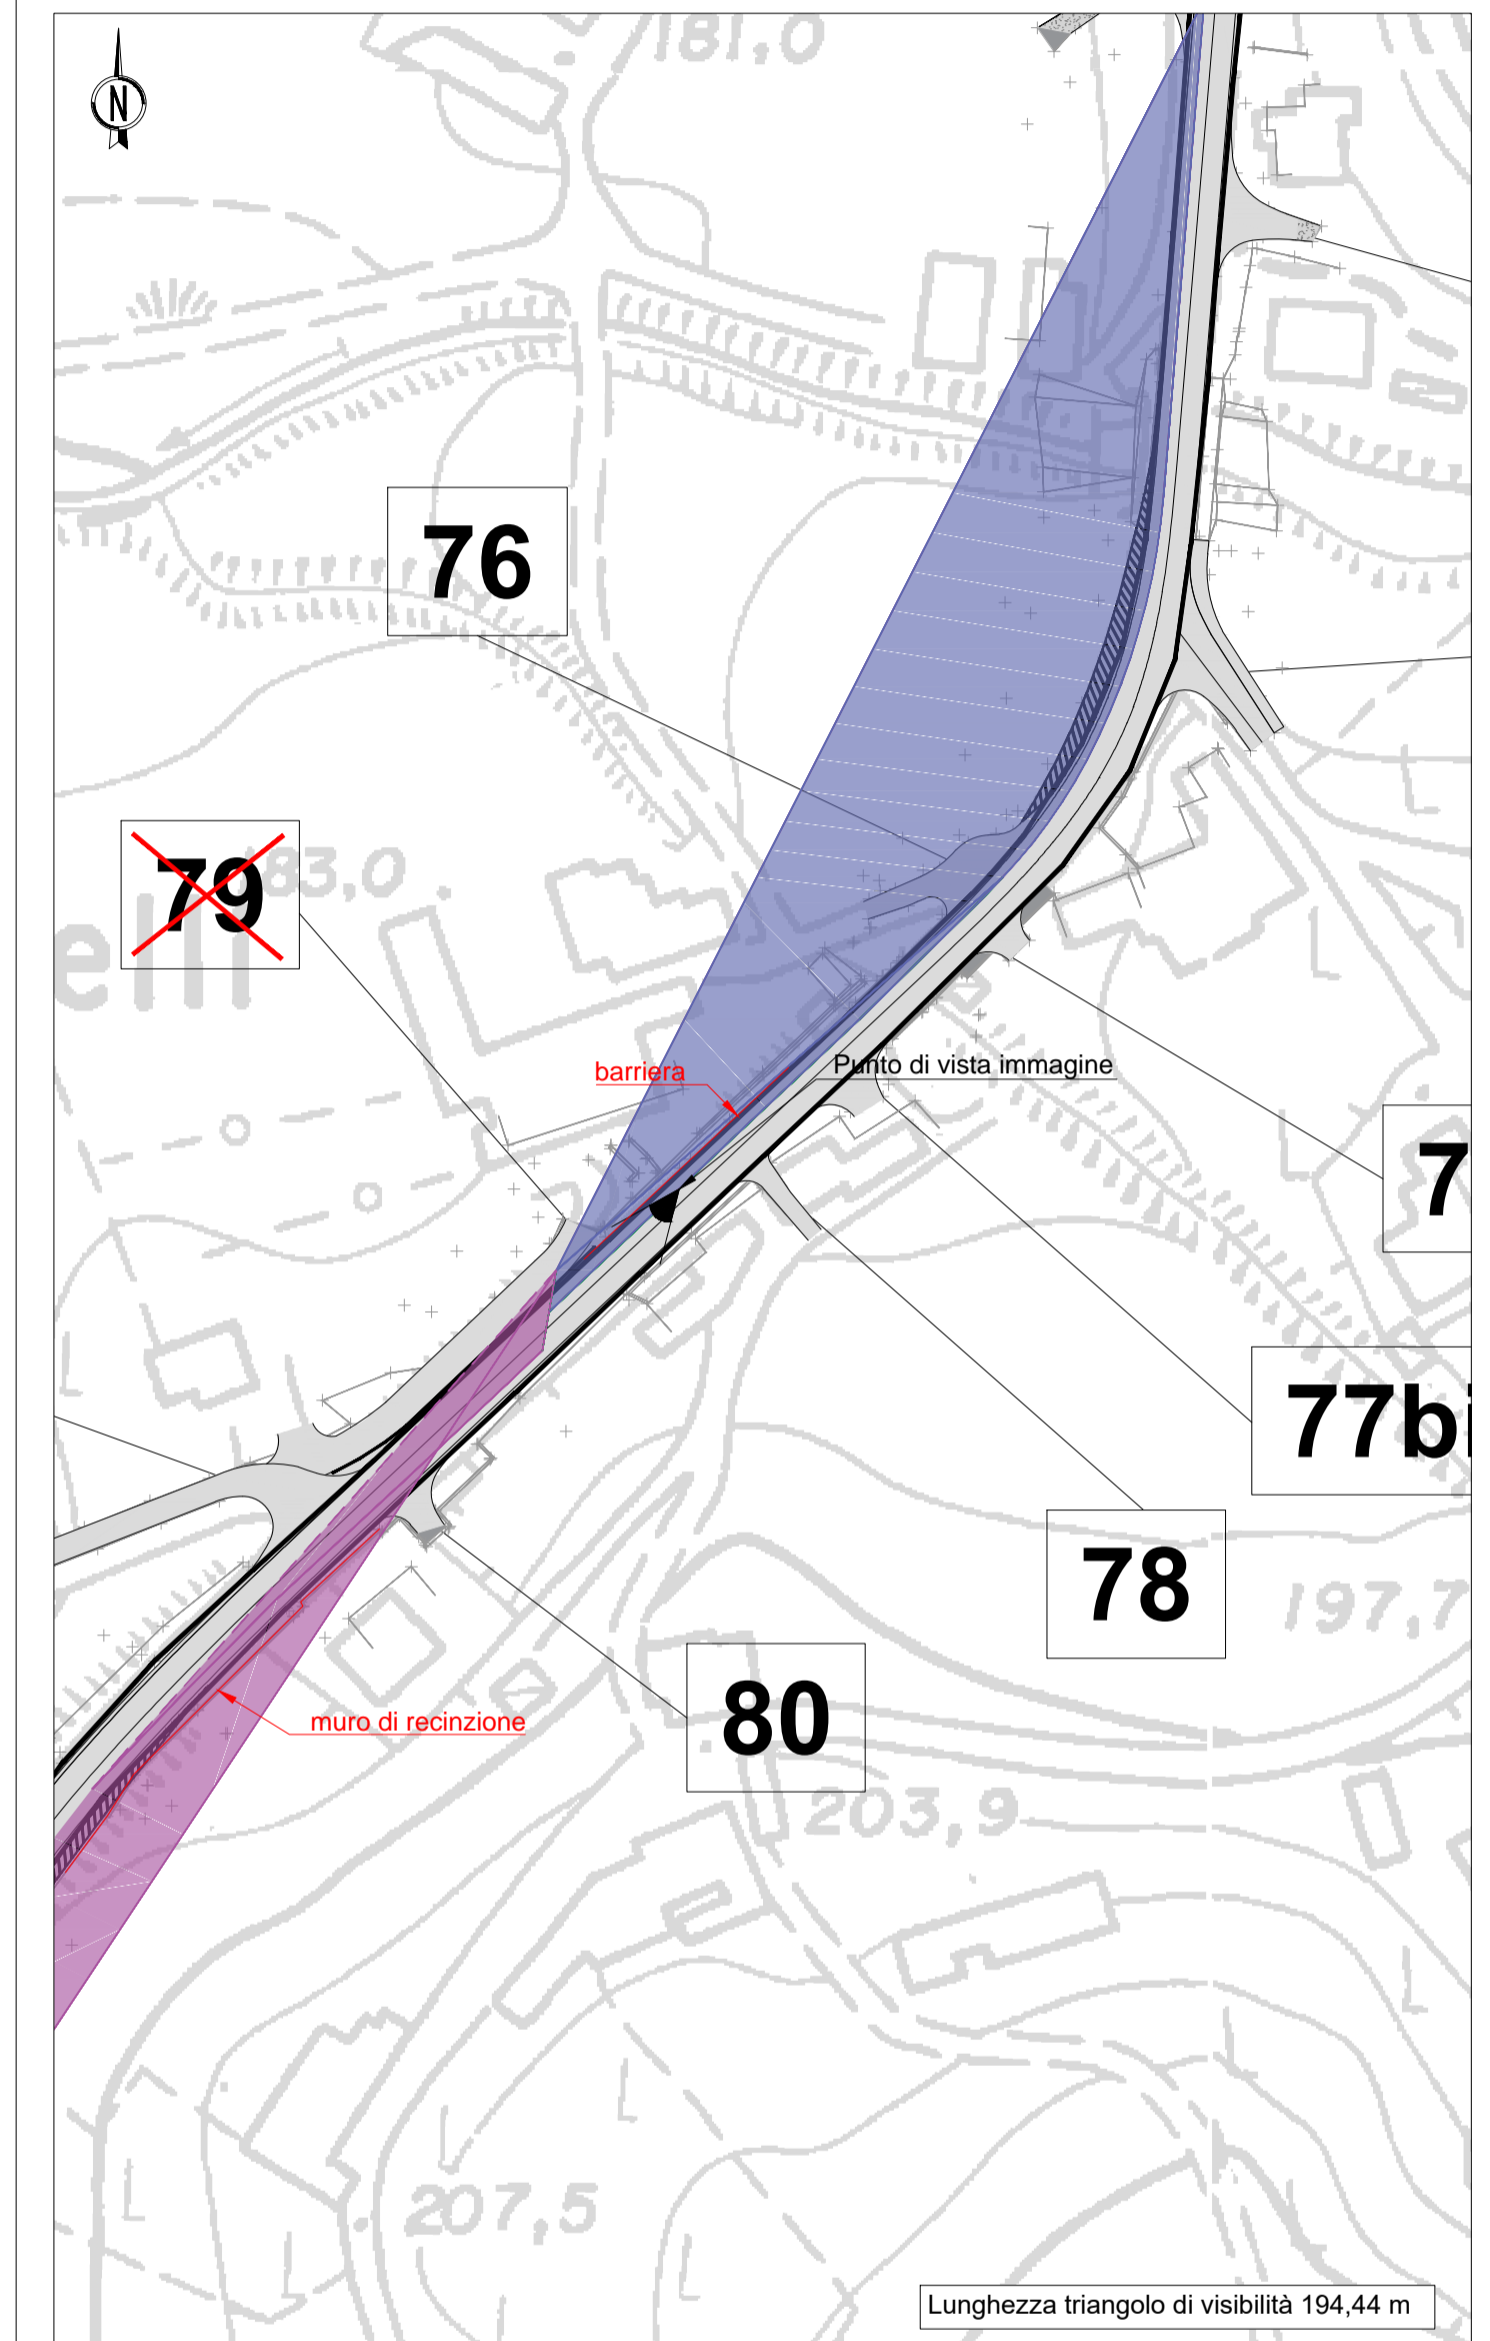 181,0
N
76
79
83,0
elli
barriera
Punto di vista immagine
7
77bi
78
197,7
80
muro di recinzione
203,9
207,5
Lunghezza triangolo di visibilità 194,44 m